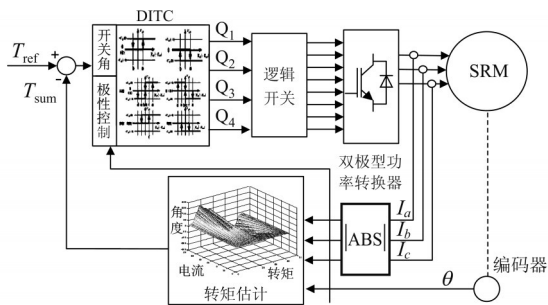 DITC
T_ref
+
-
T_sum
开关角
极性控制
Q_1
Q_2
Q_3
Q_4
逻辑
开关
SRM
双极型功
率转换器
角度
电流
转矩
转矩估计
|ABS|
I_a
I_b
I_c
θ
编码器